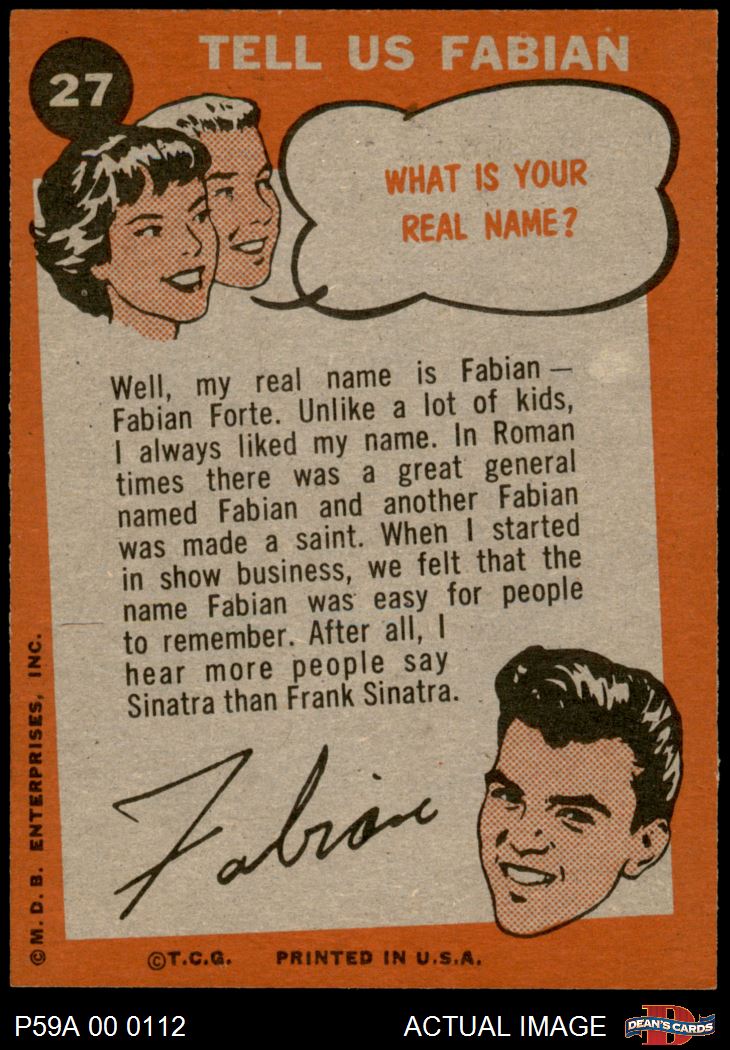 27
TELL US FABIAN
WHAT IS YOUR
REAL NAME?
Well, my real name is Fabian —
Fabian Forte. Unlike a lot of kids,
I always liked my name. In Roman
times there was a great general
named Fabian and another Fabian
was made a saint. When I started
in show business, we felt that the
name Fabian was easy for people
to remember. After all, I
hear more people say
Sinatra than Frank Sinatra.
Fabian
©M.D.B. ENTERPRISES, INC.
©T.C.G. PRINTED IN U.S.A.
P59A 00 0112
ACTUAL IMAGE
D
DEAN'S CARDS